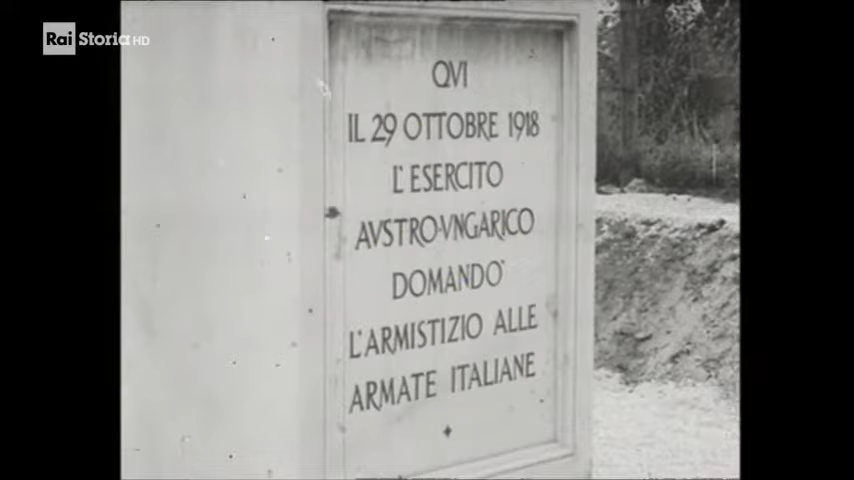 Rai Storia HD
QVI
IL 29 OTTOBRE 1918
L'ESERCITO
AVSTRO-VNGARICO
DOMANDO'
L'ARMISTIZIO ALLE
ARMATE ITALIANE